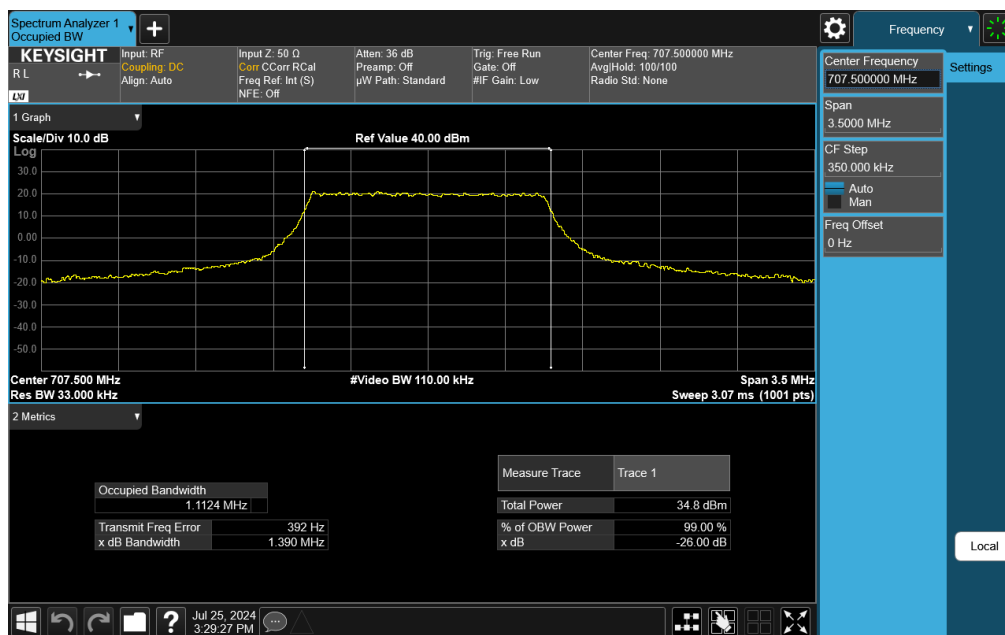 Spectrum Analyzer 1
Occupied BW
+
Frequency
KEYSIGHT
R L
LXI
Input: RF
Coupling: DC
Align: Auto
Input Z: 50 Ω
Corr CCorr RCal
Freq Ref: Int (S)
NFE: Off
Atten: 36 dB
Preamp: Off
µW Path: Standard
Trig: Free Run
Gate: Off
#IF Gain: Low
Center Freq: 707.500000 MHz
Avg|Hold: 100/100
Radio Std: None
Center Frequency
707.500000 MHz
Settings
Span
3.5000 MHz
CF Step
350.000 kHz
Auto
Man
Freq Offset
0 Hz
Local
1 Graph
Scale/Div 10.0 dB
Ref Value 40.00 dBm
Log
30.0
20.0
10.0
0.00
-10.0
-20.0
-30.0
-40.0
-50.0
Center 707.500 MHz
#Video BW 110.00 kHz
Span 3.5 MHz
Res BW 33.000 kHz
Sweep 3.07 ms (1001 pts)
2 Metrics
Measure Trace
Trace 1
Occupied Bandwidth
1.1124 MHz
Total Power
34.8 dBm
Transmit Freq Error
392 Hz
% of OBW Power
99.00 %
x dB Bandwidth
1.390 MHz
x dB
-26.00 dB
?
Jul 25, 2024
3:29:27 PM